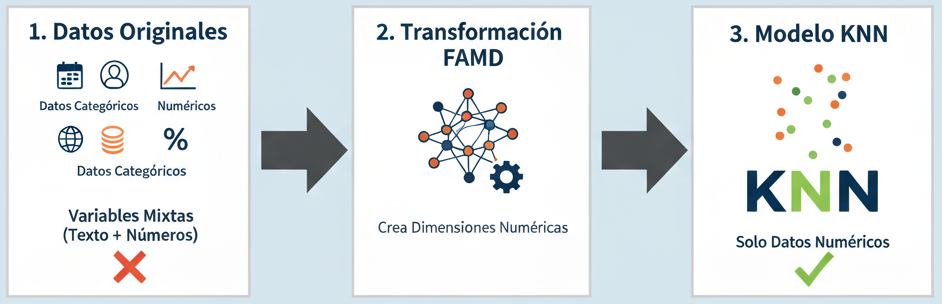 1. Datos Originales
Datos Categóricos
Numéricos
%
Datos Categóricos
Variables Mixtas
(Texto + Números)
2. Transformación
FAMD
Crea Dimensiones Numéricas
3. Modelo KNN
KNN
Solo Datos Numéricos